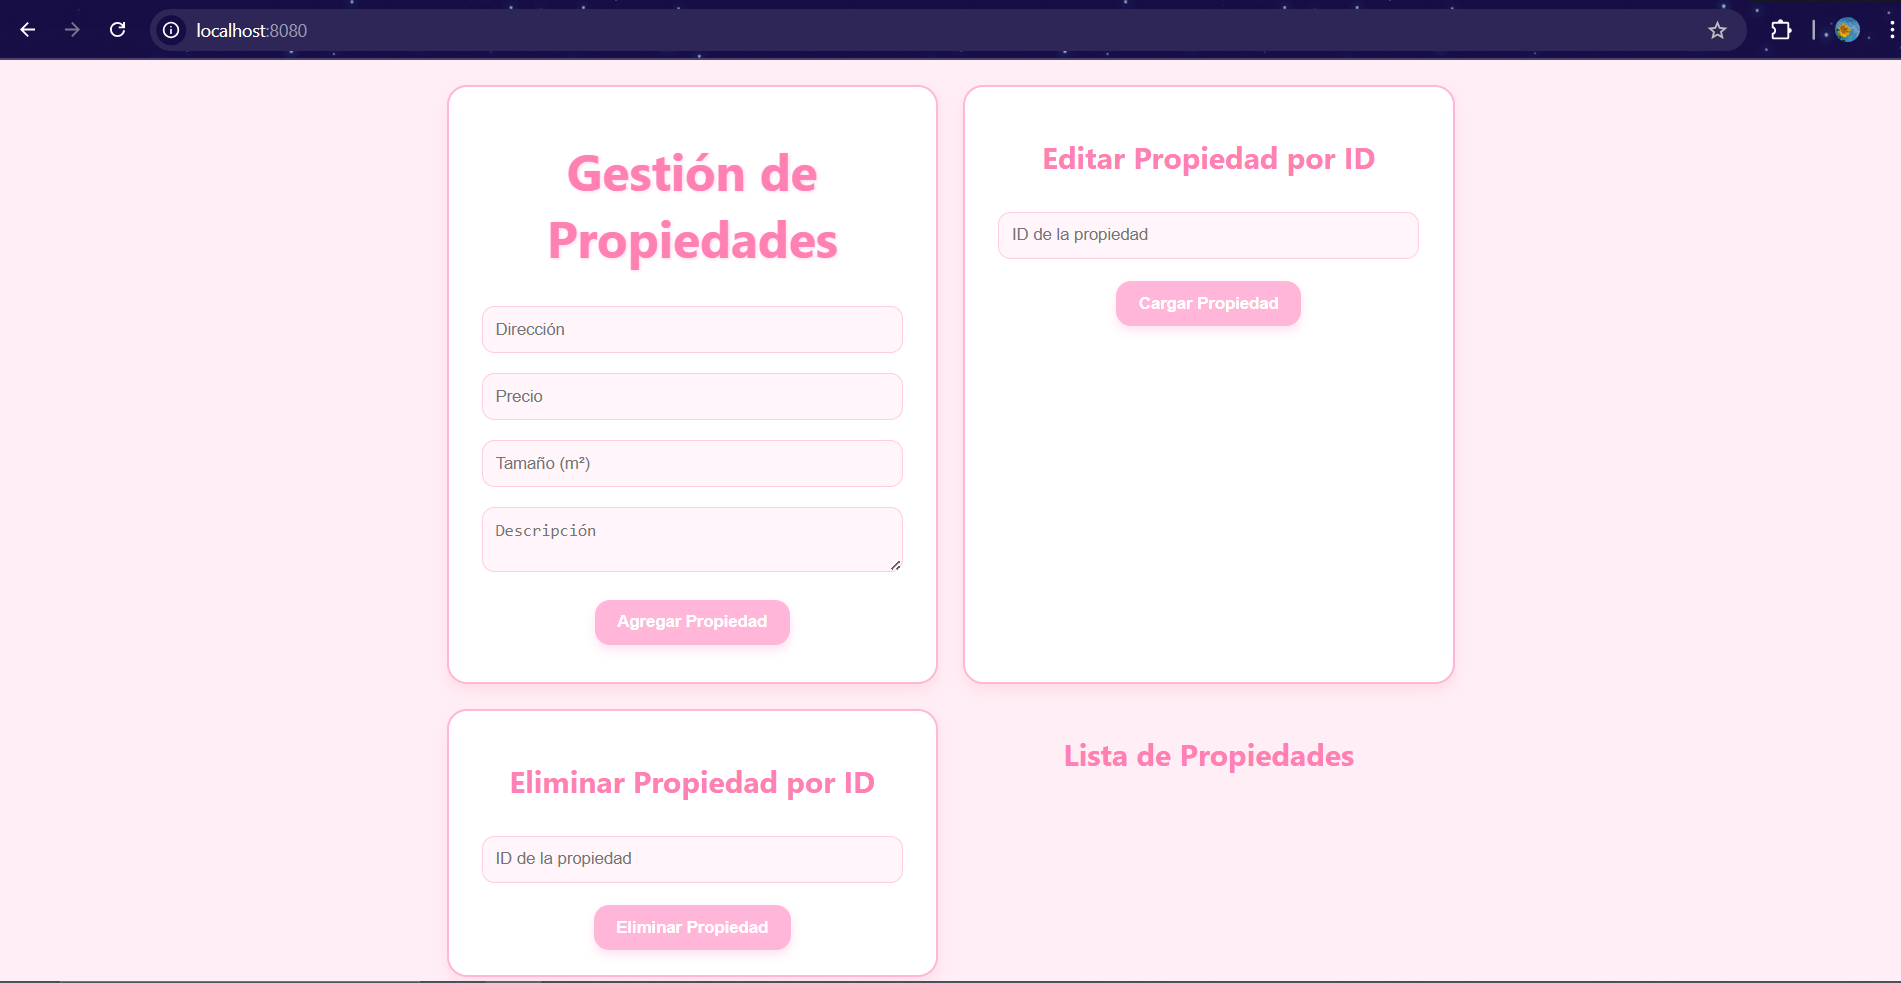 localhost:8080
Gestión de
Propiedades
Dirección
Precio
Tamaño (m²)
Descripción
Agregar Propiedad
Editar Propiedad por ID
ID de la propiedad
Cargar Propiedad
Eliminar Propiedad por ID
ID de la propiedad
Eliminar Propiedad
Lista de Propiedades